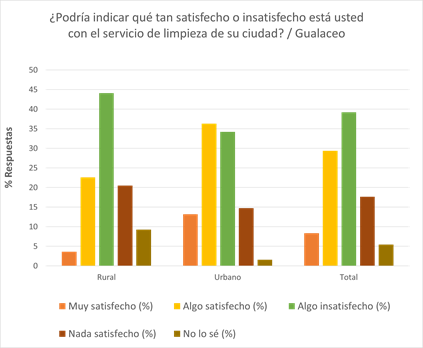 ¿Podría indicar qué tan satisfecho o insatisfecho está usted
con el servicio de limpieza de su ciudad? / Gualaceo
% Respuestas
50
45
40
35
30
25
20
15
10
5
0
Rural Urbano Total
Muy satisfecho (%) Algo satisfecho (%) Algo insatisfecho (%)
Nada satisfecho (%) No lo sé (%)